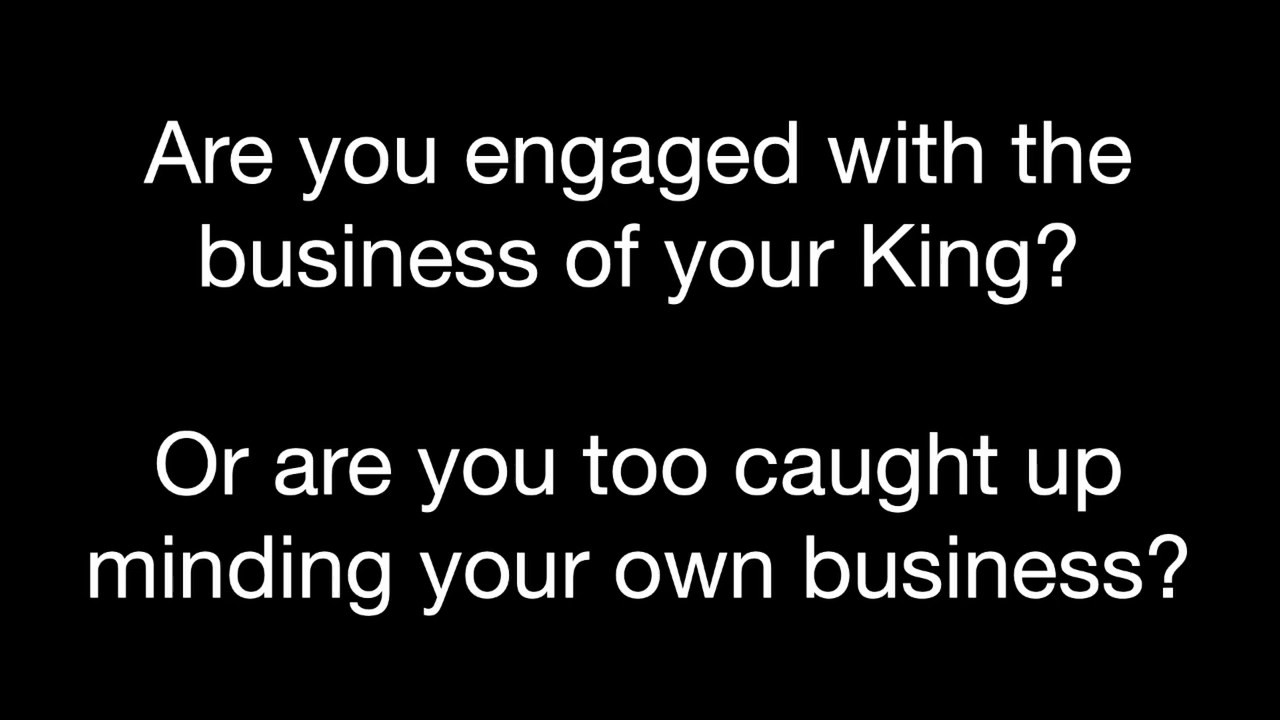 Are you engaged with the
business of your King?
Or are you too caught up
minding your own business?